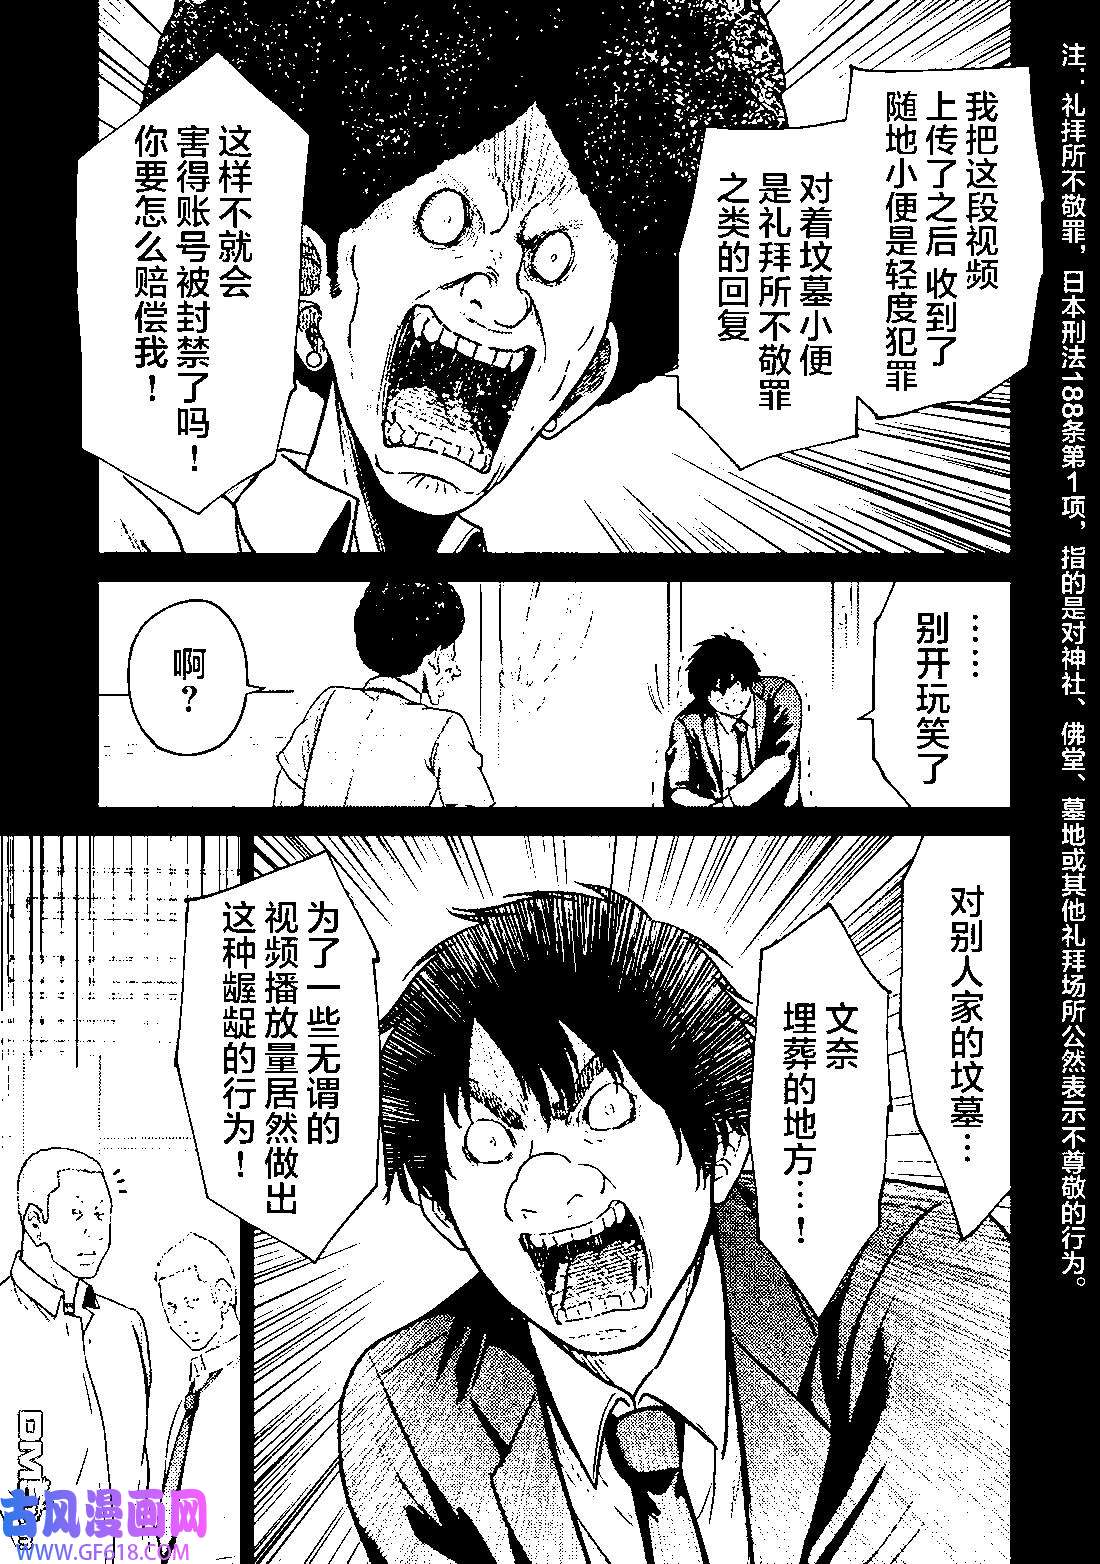 我把这段视频
上传了之后 收到了
随地小便是轻度犯罪
对着坟墓小便
是礼拜所不敬罪
之类的回复
这样不就会
害得账号被封禁了吗！
你要怎么赔偿我！
注：礼拜所不敬罪，日本刑法188条第1项，指的是对神社、佛堂、墓地或其他礼拜场所公然表示不尊敬的行为。
……
别开玩笑了
啊？
对别人家的坟墓…
文奈
埋葬的地方…！
为了一些无谓的
视频播放量居然做出
这种龌龊的行为！
古风漫画网
WWW.GF618.COM